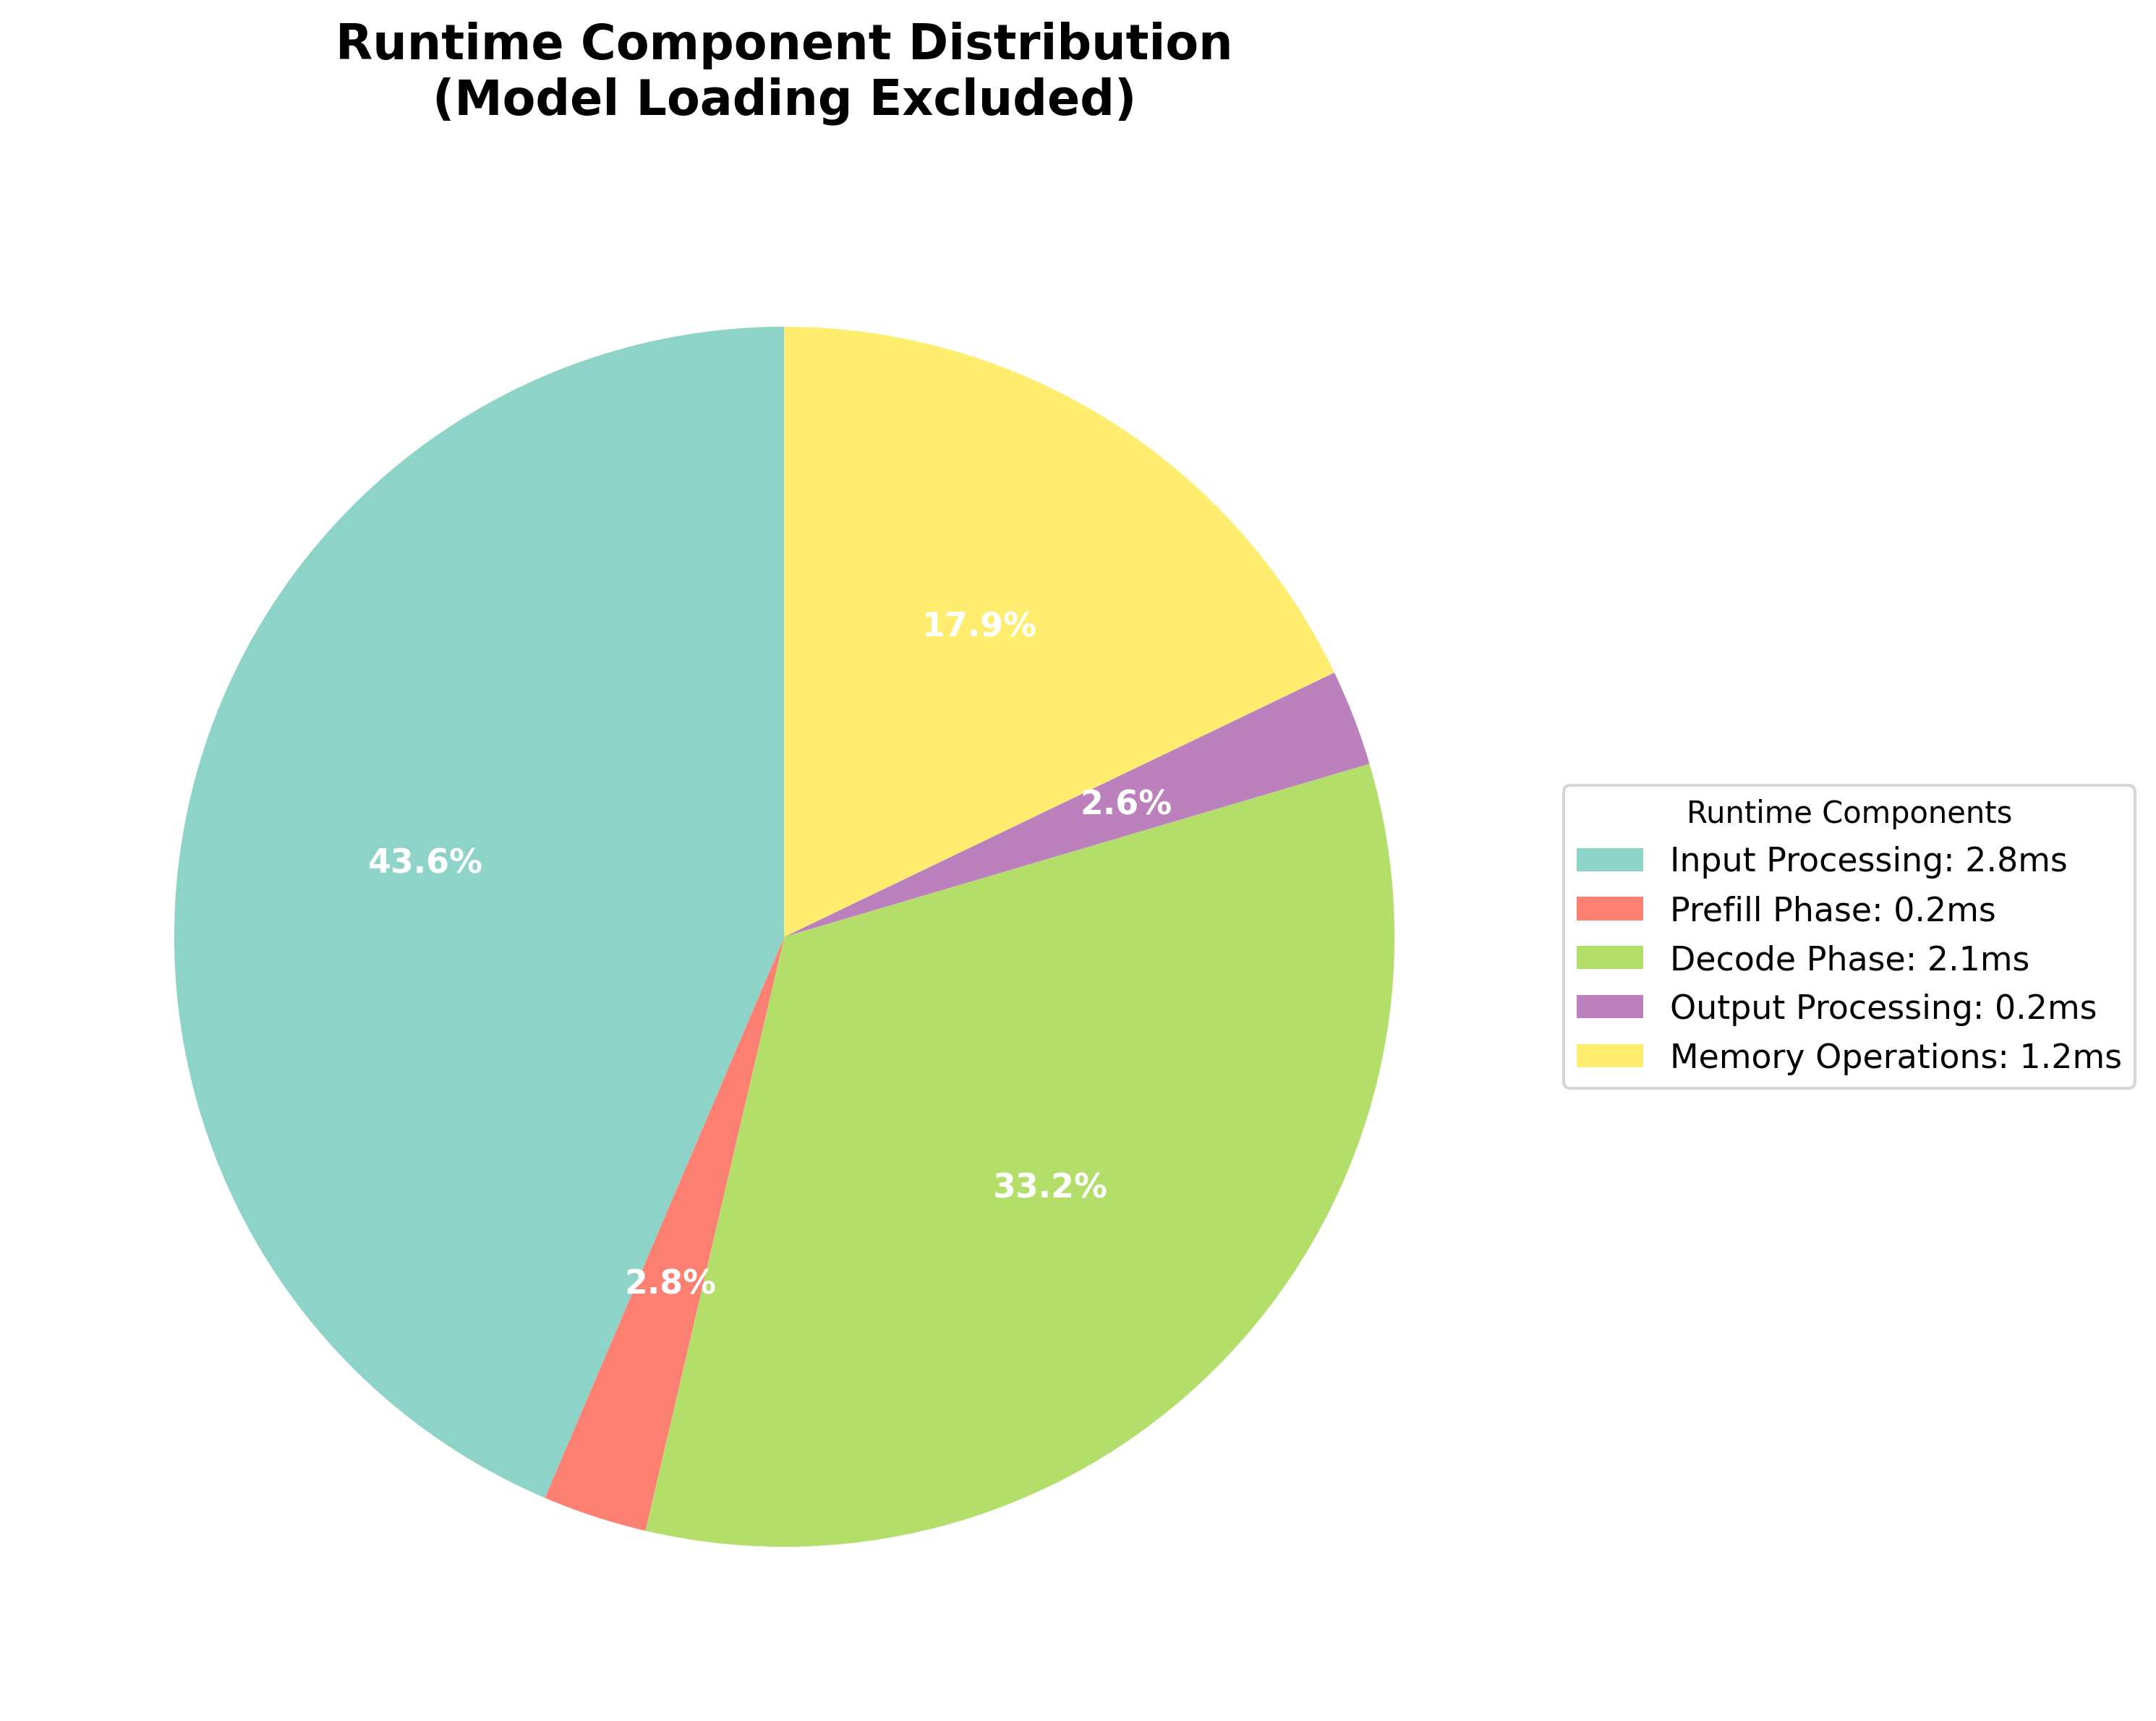 Runtime Component Distribution
(Model Loading Excluded)
17.9%
2.6%
43.6%
33.2%
2.8%
Runtime Components
Input Processing: 2.8ms
Prefill Phase: 0.2ms
Decode Phase: 2.1ms
Output Processing: 0.2ms
Memory Operations: 1.2ms